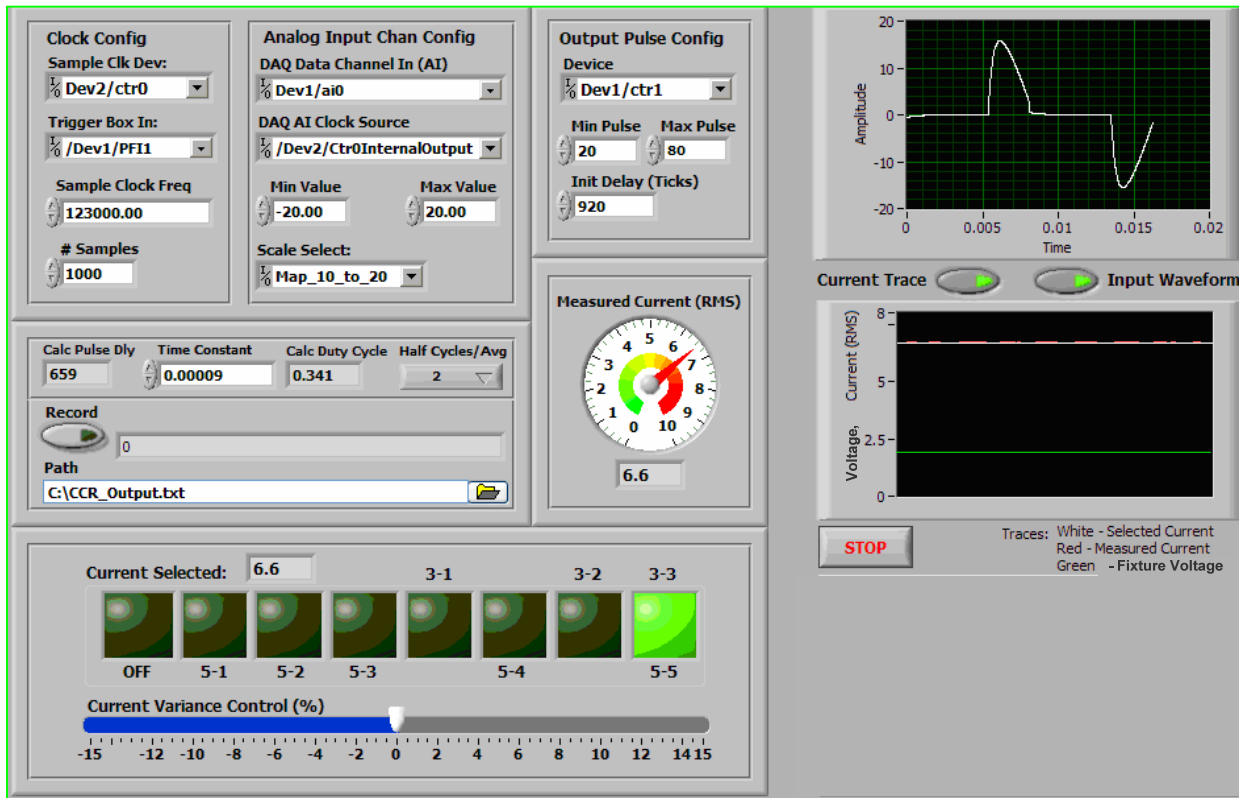 Clock Config
Sample Clk Dev:
Dev2/ctr0
Trigger Box In:
/Dev1/PFI1
Sample Clock Freq
123000.00
# Samples
1000
Analog Input Chan Config
DAQ Data Channel In (AI)
Dev1/ai0
DAQ AI Clock Source
/Dev2/Ctr0InternalOutput
Min Value Max Value
-20.00 20.00
Scale Select:
Map_10_to_20
Output Pulse Config
Device
Dev1/ctr1
Min Pulse Max Pulse
20 80
Init Delay (Ticks)
920
Measured Current (RMS)
0 1 2 3 4 5 6 7 8 9 10
6.6
Calc Pulse Dly Time Constant Calc Duty Cycle Half Cycles/Avg
659 0.00009 0.341 2
Record
0
Path
C:\CCR_Output.txt
Current Selected: 6.6
3-1 3-2 3-3
OFF 5-1 5-2 5-3 5-4 5-5
Current Variance Control (%)
-15 -12 -10 -8 -6 -4 -2 0 2 4 6 8 10 12 14 15
Amplitude
20
10
0
-10
-20
0 0.005 0.01 0.015 0.02
Time
Current Trace Input Waveform
Voltage, Current (RMS)
8
5
2.5
0
STOP
Traces: White - Selected Current
Red - Measured Current
Green - Fixture Voltage